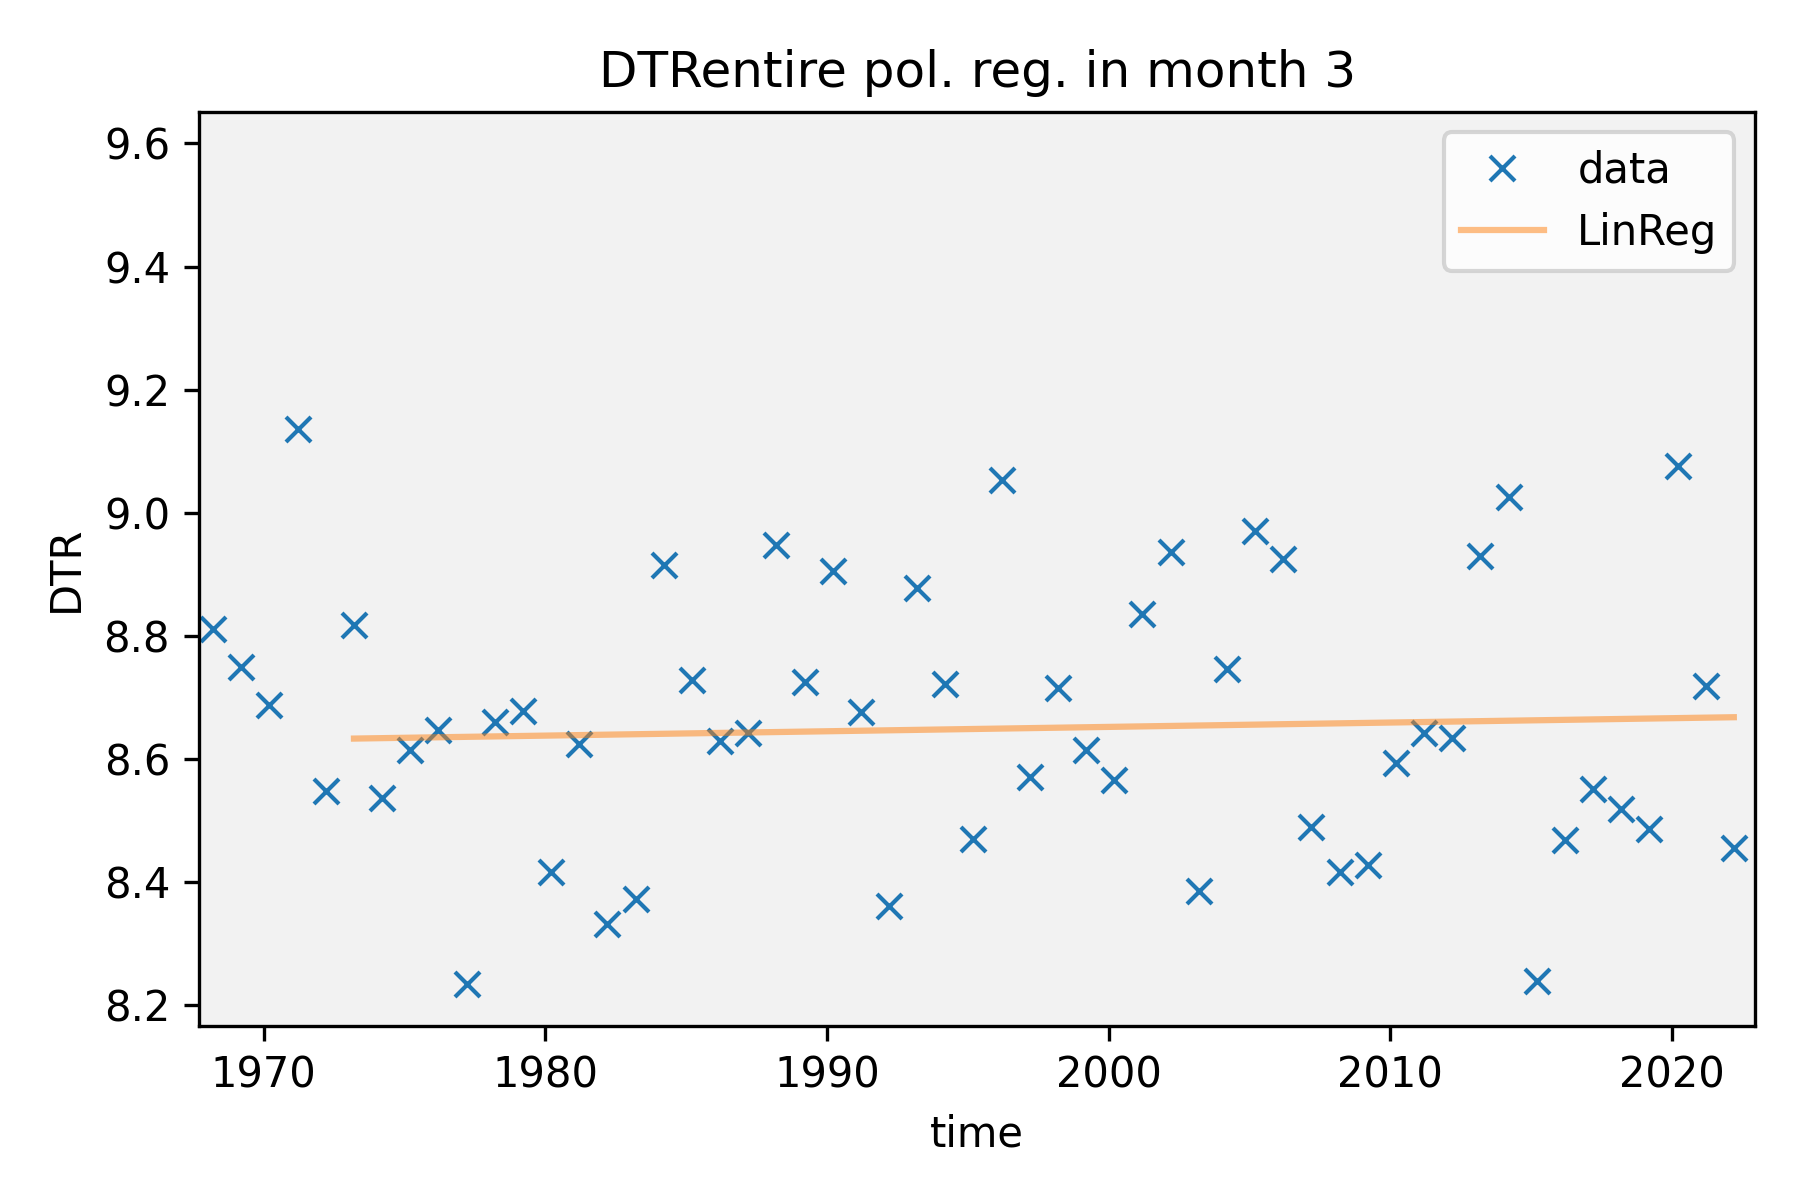 DTRentire pol. reg. in month 3
data
LinReg
9.6
9.4
9.2
9.0
8.8
8.6
8.4
8.2
DTR
1970 1980 1990 2000 2010 2020
time